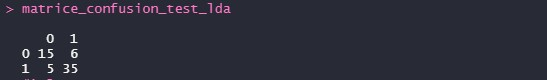 > matrice_confusion_test_lda
0 1
0 15 6
1 5 35